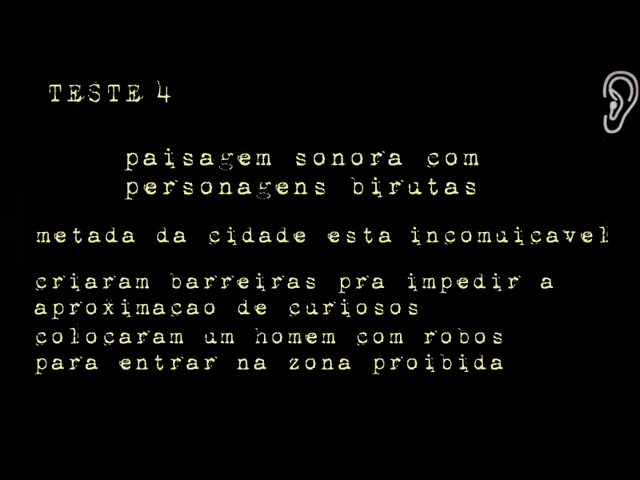 TESTE 4
paisagem sonora com
personagens birutas
metada da cidade esta incomuicavel
criaram barreiras pra impedir a
aproximacao de curiosos
colocaram um homem com robos
para entrar na zona proibida